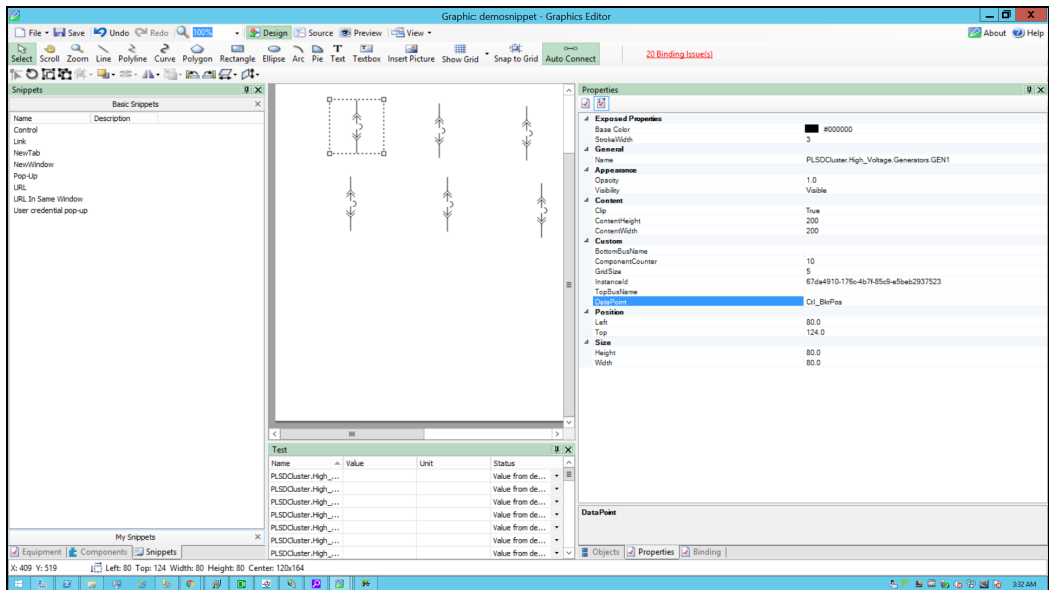 Graphic: demosnippet - Graphics Editor
File Save Undo Redo 100% Design Source Preview View About Help
Select Scroll Zoom Line Polyline Curve Polygon Rectangle Ellipse Arc Pie Text Textbox Insert Picture Show Grid Snap to Grid Auto Connect 20 Binding Issue(s)
Snippets
Basic Snippets
Name Description
Control
Link
NewTab
NewWindow
Pop-Up
URL
URL In Same Window
User credential pop-up
My Snippets
Equipment Components Snippets
Test
Name Value Unit Status
PLSDCluster.High_... Value from de...
PLSDCluster.High_... Value from de...
PLSDCluster.High_... Value from de...
PLSDCluster.High_... Value from de...
PLSDCluster.High_... Value from de...
PLSDCluster.High_... Value from de...
PLSDCluster.High_... Value from de...
Properties
Exposed Properties
Base Color #000000
StrokeWidth 3
General
Name PLSDCluster.High_Voltage.Generators.GEN1
Appearance
Opacity 1.0
Visibility Visible
Content
Clip True
ContentHeight 200
ContentWidth 200
Custom
BottomBusName
ComponentCounter 10
GridSize 5
InstanceId 67da4910-176c-4b7f-85c9-e5beb2937523
TopBusName
DataPoint Ctl_BkrPos
Position
Left 80.0
Top 124.0
Size
Height 80.0
Width 80.0
DataPoint
Objects Properties Binding
X: 409 Y: 519 Left: 80 Top: 124 Width: 80 Height: 80 Center: 120x164
3:32 AM